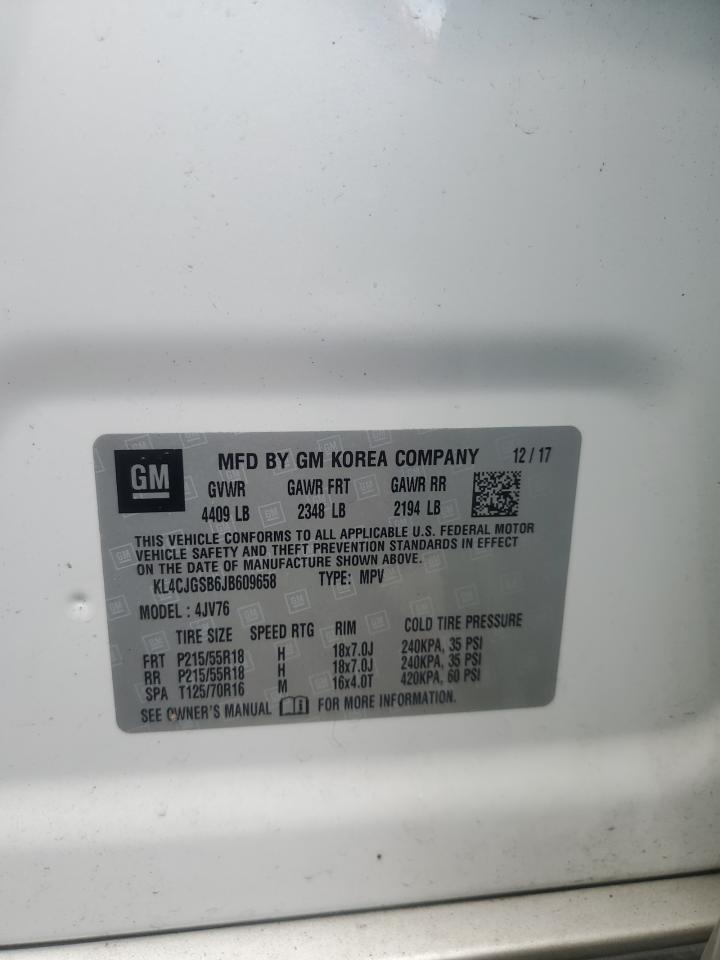 GM MFD BY GM KOREA COMPANY 12 / 17
GVWR GAWR FRT GAWR RR
4409 LB 2348 LB 2194 LB
THIS VEHICLE CONFORMS TO ALL APPLICABLE U.S. FEDERAL MOTOR
VEHICLE SAFETY AND THEFT PREVENTION STANDARDS IN EFFECT
ON THE DATE OF MANUFACTURE SHOWN ABOVE.
KL4CJGSB6JB609658 TYPE: MPV
MODEL : 4JV76
TIRE SIZE SPEED RTG RIM COLD TIRE PRESSURE
FRT P215/55R18 H 18x7.0J 240KPA, 35 PSI
RR P215/55R18 H 18x7.0J 240KPA, 35 PSI
SPA T125/70R16 M 16x4.0T 420KPA, 60 PSI
SEE OWNER'S MANUAL FOR MORE INFORMATION.